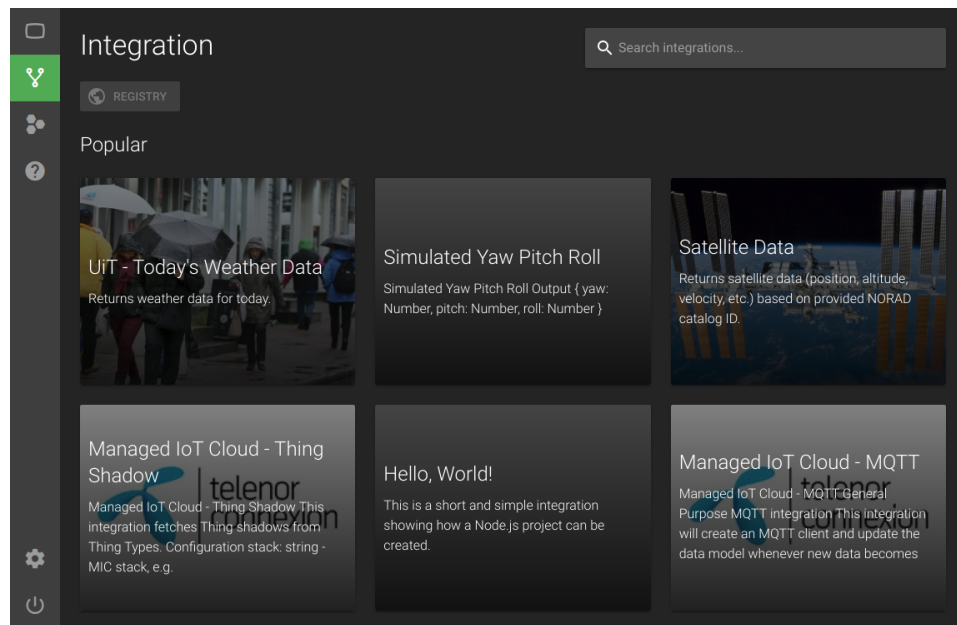 Integration
Search integrations...
REGISTRY
Popular
UiT - Today's Weather Data
Returns weather data for today.
Simulated Yaw Pitch Roll
Simulated Yaw Pitch Roll Output { yaw:
Number, pitch: Number, roll: Number }
Satellite Data
Returns satellite data (position, altitude,
velocity, etc.) based on provided NORAD
catalog ID.
Managed IoT Cloud - Thing
Shadow
telenor
connexion
Managed IoT Cloud - Thing Shadow This
integration fetches Thing shadows from
Thing Types. Configuration stack: string -
MIC stack, e.g.
Hello, World!
This is a short and simple integration
showing how a Node.js project can be
created.
Managed IoT Cloud - MQTT
telenor
connexion
Managed IoT Cloud - MQTT General
Purpose MQTT integration This integration
will create an MQTT client and update the
data model whenever new data becomes